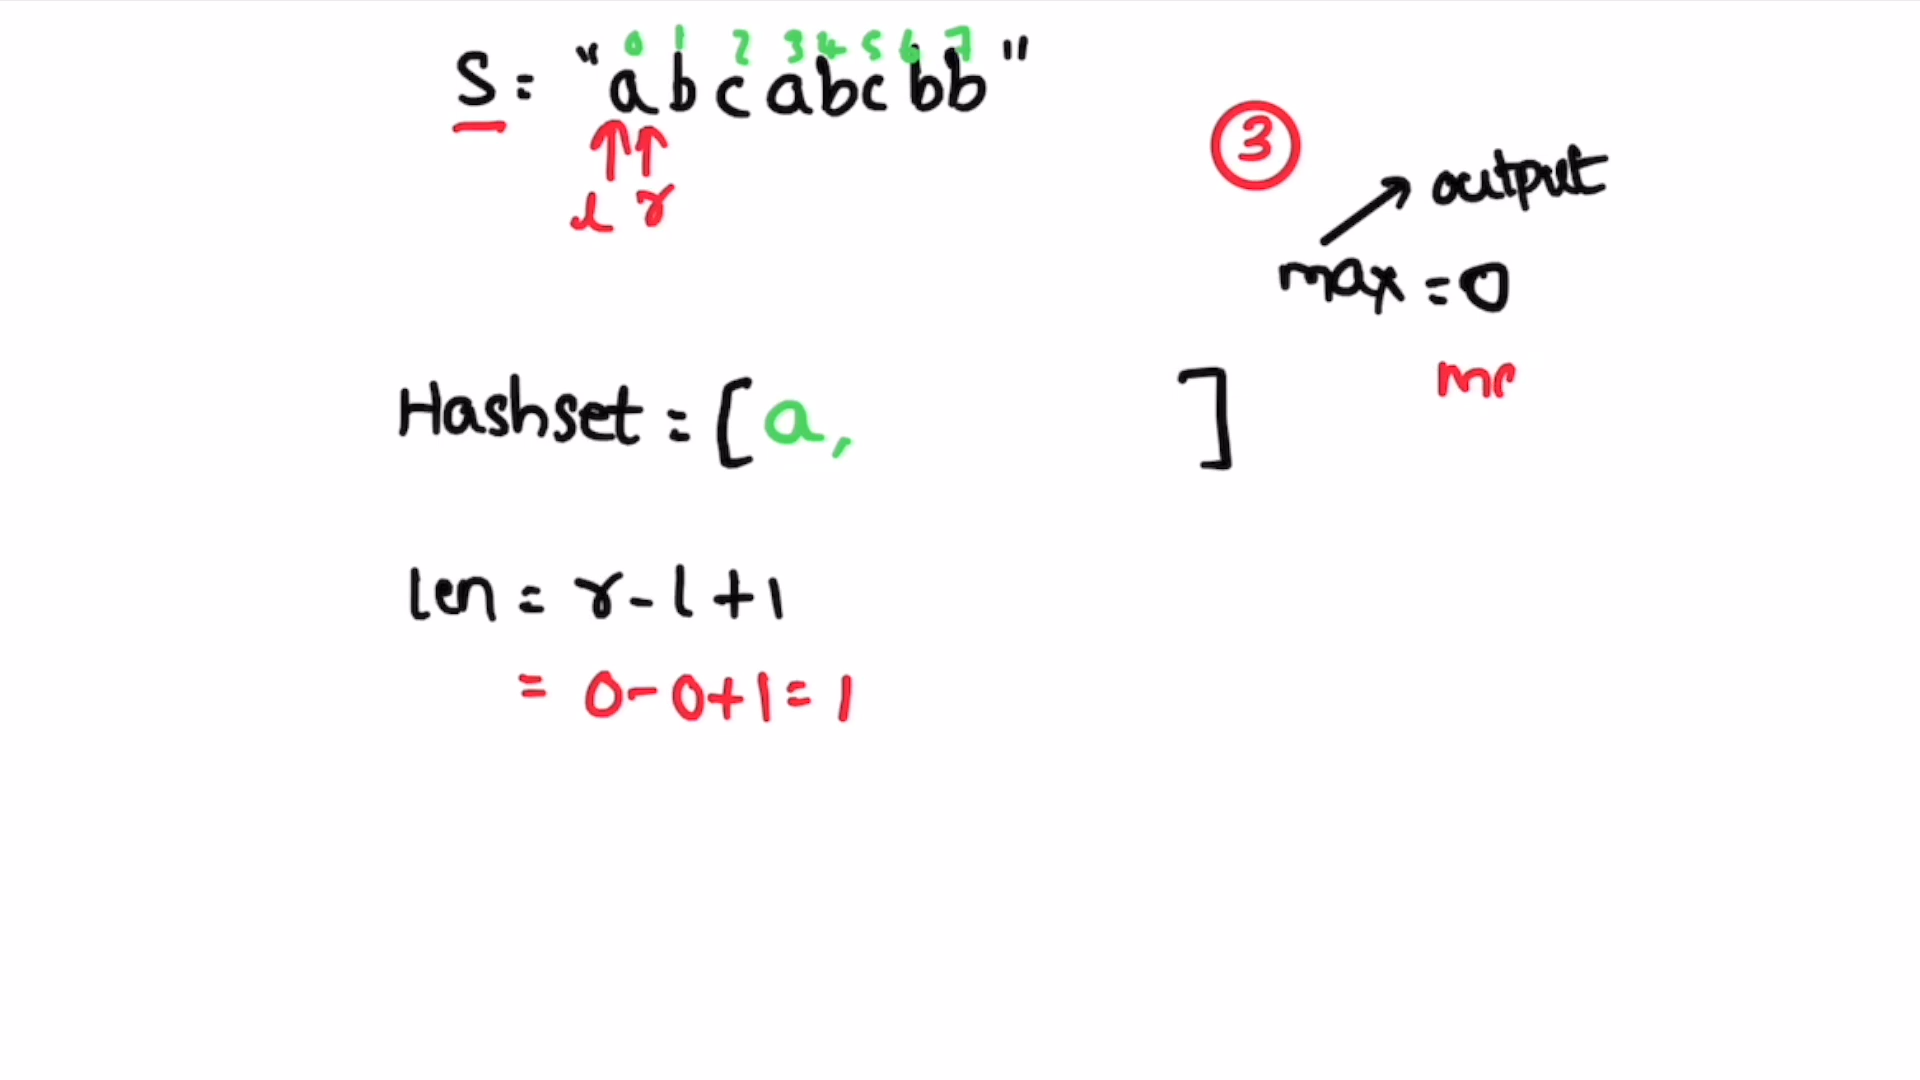 0 1 2 3 4 5 6 7
S = "abcabcbb"
l r
3
output
max = 0
ma
Hashset = [a, ]
len = r - l + 1
= 0 - 0 + 1 = 1